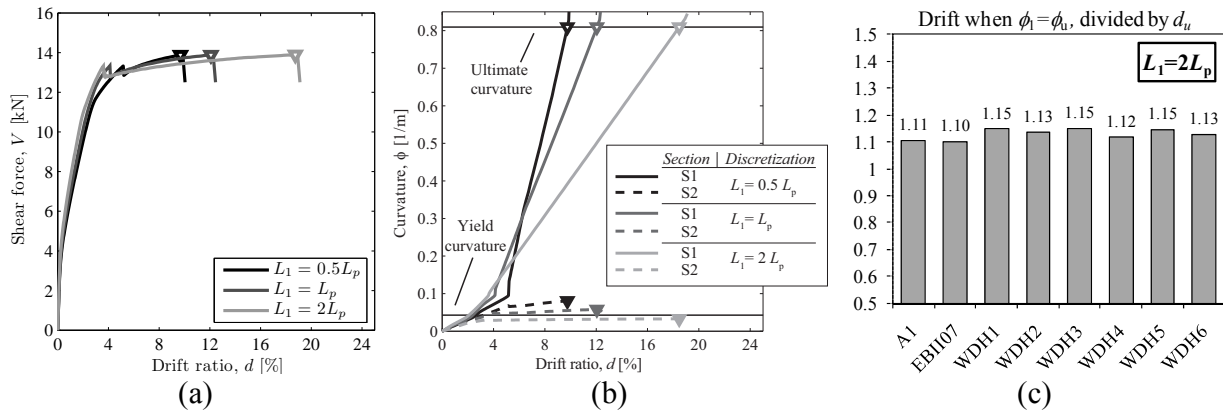 16
14
12
10
8
6
4
2
0
Shear force, V [kN]
0 4 8 12 16 20 24
Drift ratio, d [%]
L₁ = 0.5Lₚ
L₁ = Lₚ
L₁ = 2Lₚ
(a)
0.8
0.7
0.6
0.5
0.4
0.3
0.2
0.1
0
Curvature, ϕ [1/m]
Ultimate
curvature
Yield
curvature
Section | Discretization
S1
S2
L₁= 0.5 Lₚ
S1
S2
L₁= Lₚ
S1
S2
L₁= 2 Lₚ
0 4 8 12 16 20 24
Drift ratio, d [%]
(b)
Drift when ϕ₁=ϕᵤ, divided by dᵤ
L₁=2Lₚ
1.5
1.4
1.3
1.2
1.1
1
0.9
0.8
0.7
0.6
0.5
1.11 1.10 1.15 1.13 1.15 1.12 1.15 1.13
A1 EB1107 WDH1 WDH2 WDH3 WDH4 WDH5 WDH6
(c)